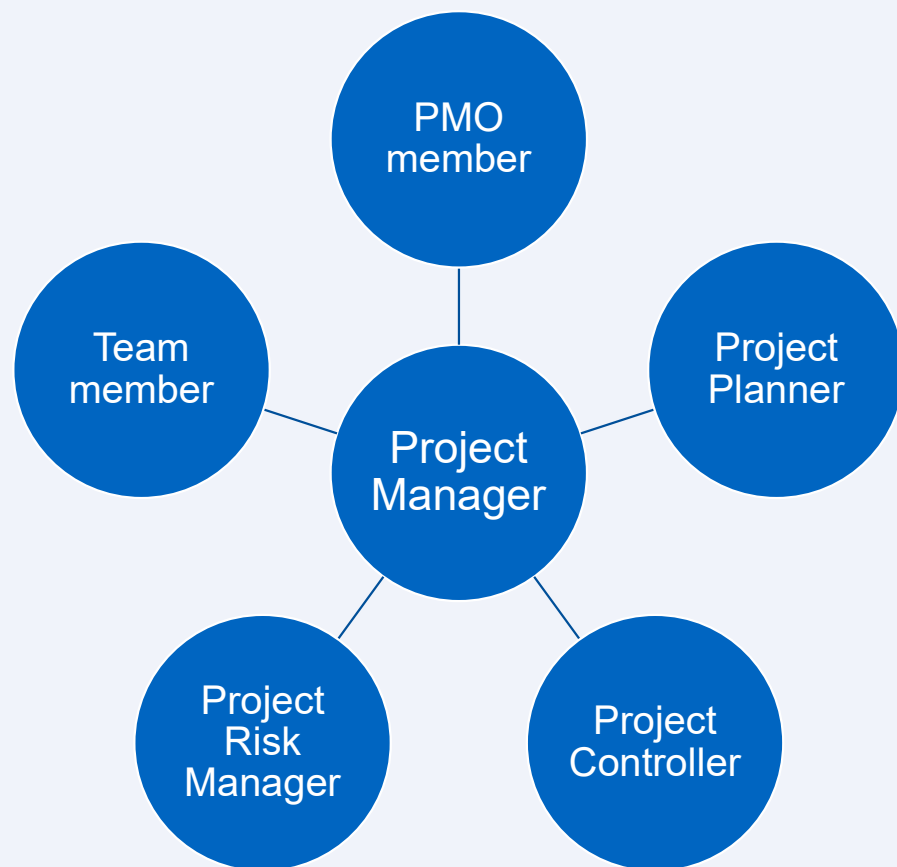 PMO
member
Team
member
Project
Planner
Project
Manager
Project
Risk
Manager
Project
Controller